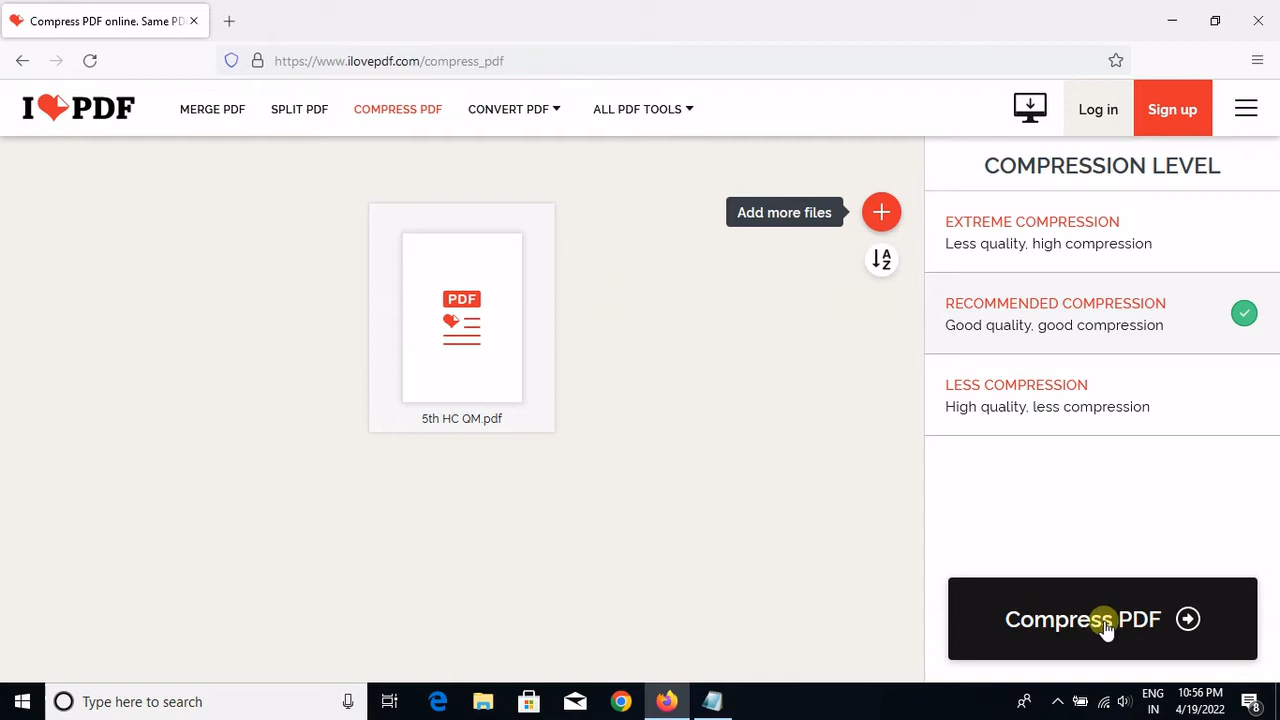 Compress PDF online. Same PD
https://www.ilovepdf.com/compress_pdf
I PDF
MERGE PDF
SPLIT PDF
COMPRESS PDF
CONVERT PDF
ALL PDF TOOLS
Log in
Sign up
COMPRESSION LEVEL
Add more files
A
Z
EXTREME COMPRESSION
Less quality, high compression
RECOMMENDED COMPRESSION
Good quality, good compression
LESS COMPRESSION
High quality, less compression
PDF
5th HC QM.pdf
Compress PDF
Type here to search
ENG
IN
10:56 PM
4/19/2022
8